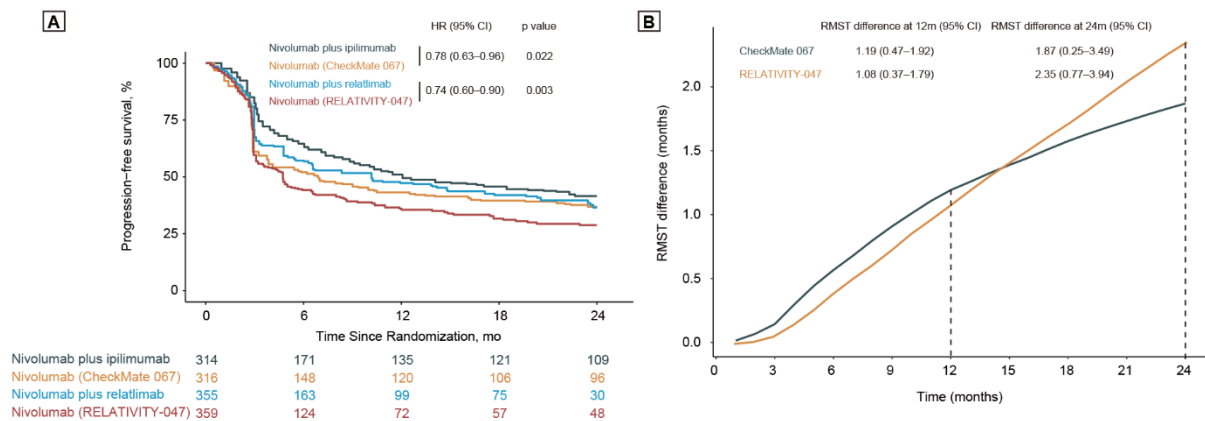 A
HR (95% CI) p value
Nivolumab plus ipilimumab
0.78 (0.63–0.96) 0.022
Nivolumab (CheckMate 067)
Nivolumab plus relatlimab
0.74 (0.60–0.90) 0.003
Nivolumab (RELATIVITY-047)
Progression−free survival, %
100
75
50
25
0
0 6 12 18 24
Time Since Randomization, mo
Nivolumab plus ipilimumab 314 171 135 121 109
Nivolumab (CheckMate 067) 316 148 120 106 96
Nivolumab plus relatlimab 355 163 99 75 30
Nivolumab (RELATIVITY-047) 359 124 72 57 48
B
RMST difference at 12m (95% CI) RMST difference at 24m (95% CI)
CheckMate 067 1.19 (0.47–1.92) 1.87 (0.25–3.49)
RELATIVITY-047 1.08 (0.37–1.79) 2.35 (0.77–3.94)
RMST difference (months)
2.0
1.5
1.0
0.5
0.0
3 6 9 12 15 18 21 24
Time (months)